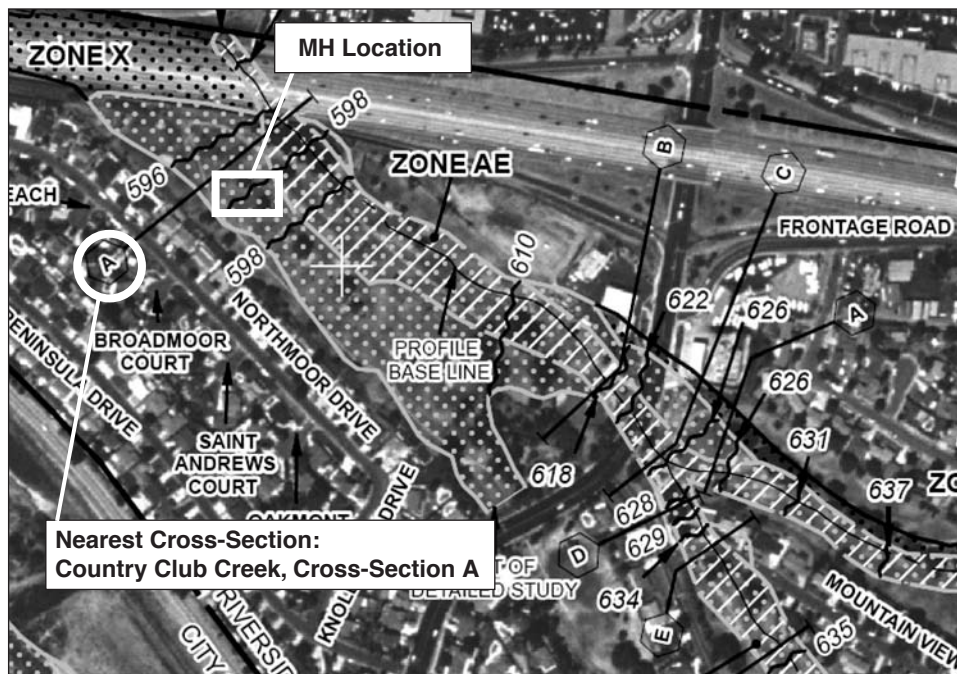 ZONE X
MH Location
598
596
ZONE AE
B
C
EACH
FRONTAGE ROAD
A
598
610
622
626
A
BROADMOOR
COURT
NORTHMOOR DRIVE
PROFILE
BASE LINE
PENINSULA DRIVE
626
SAINT
ANDREWS
COURT
631
618
637
ZO
OAKMONT
DRIVE
628
Nearest Cross-Section:
Country Club Creek, Cross-Section A
D
629
OF
DETAILED STUDY
634
KNOL
E
MOUNTAIN VIEW
635
RIVERSID
CITY